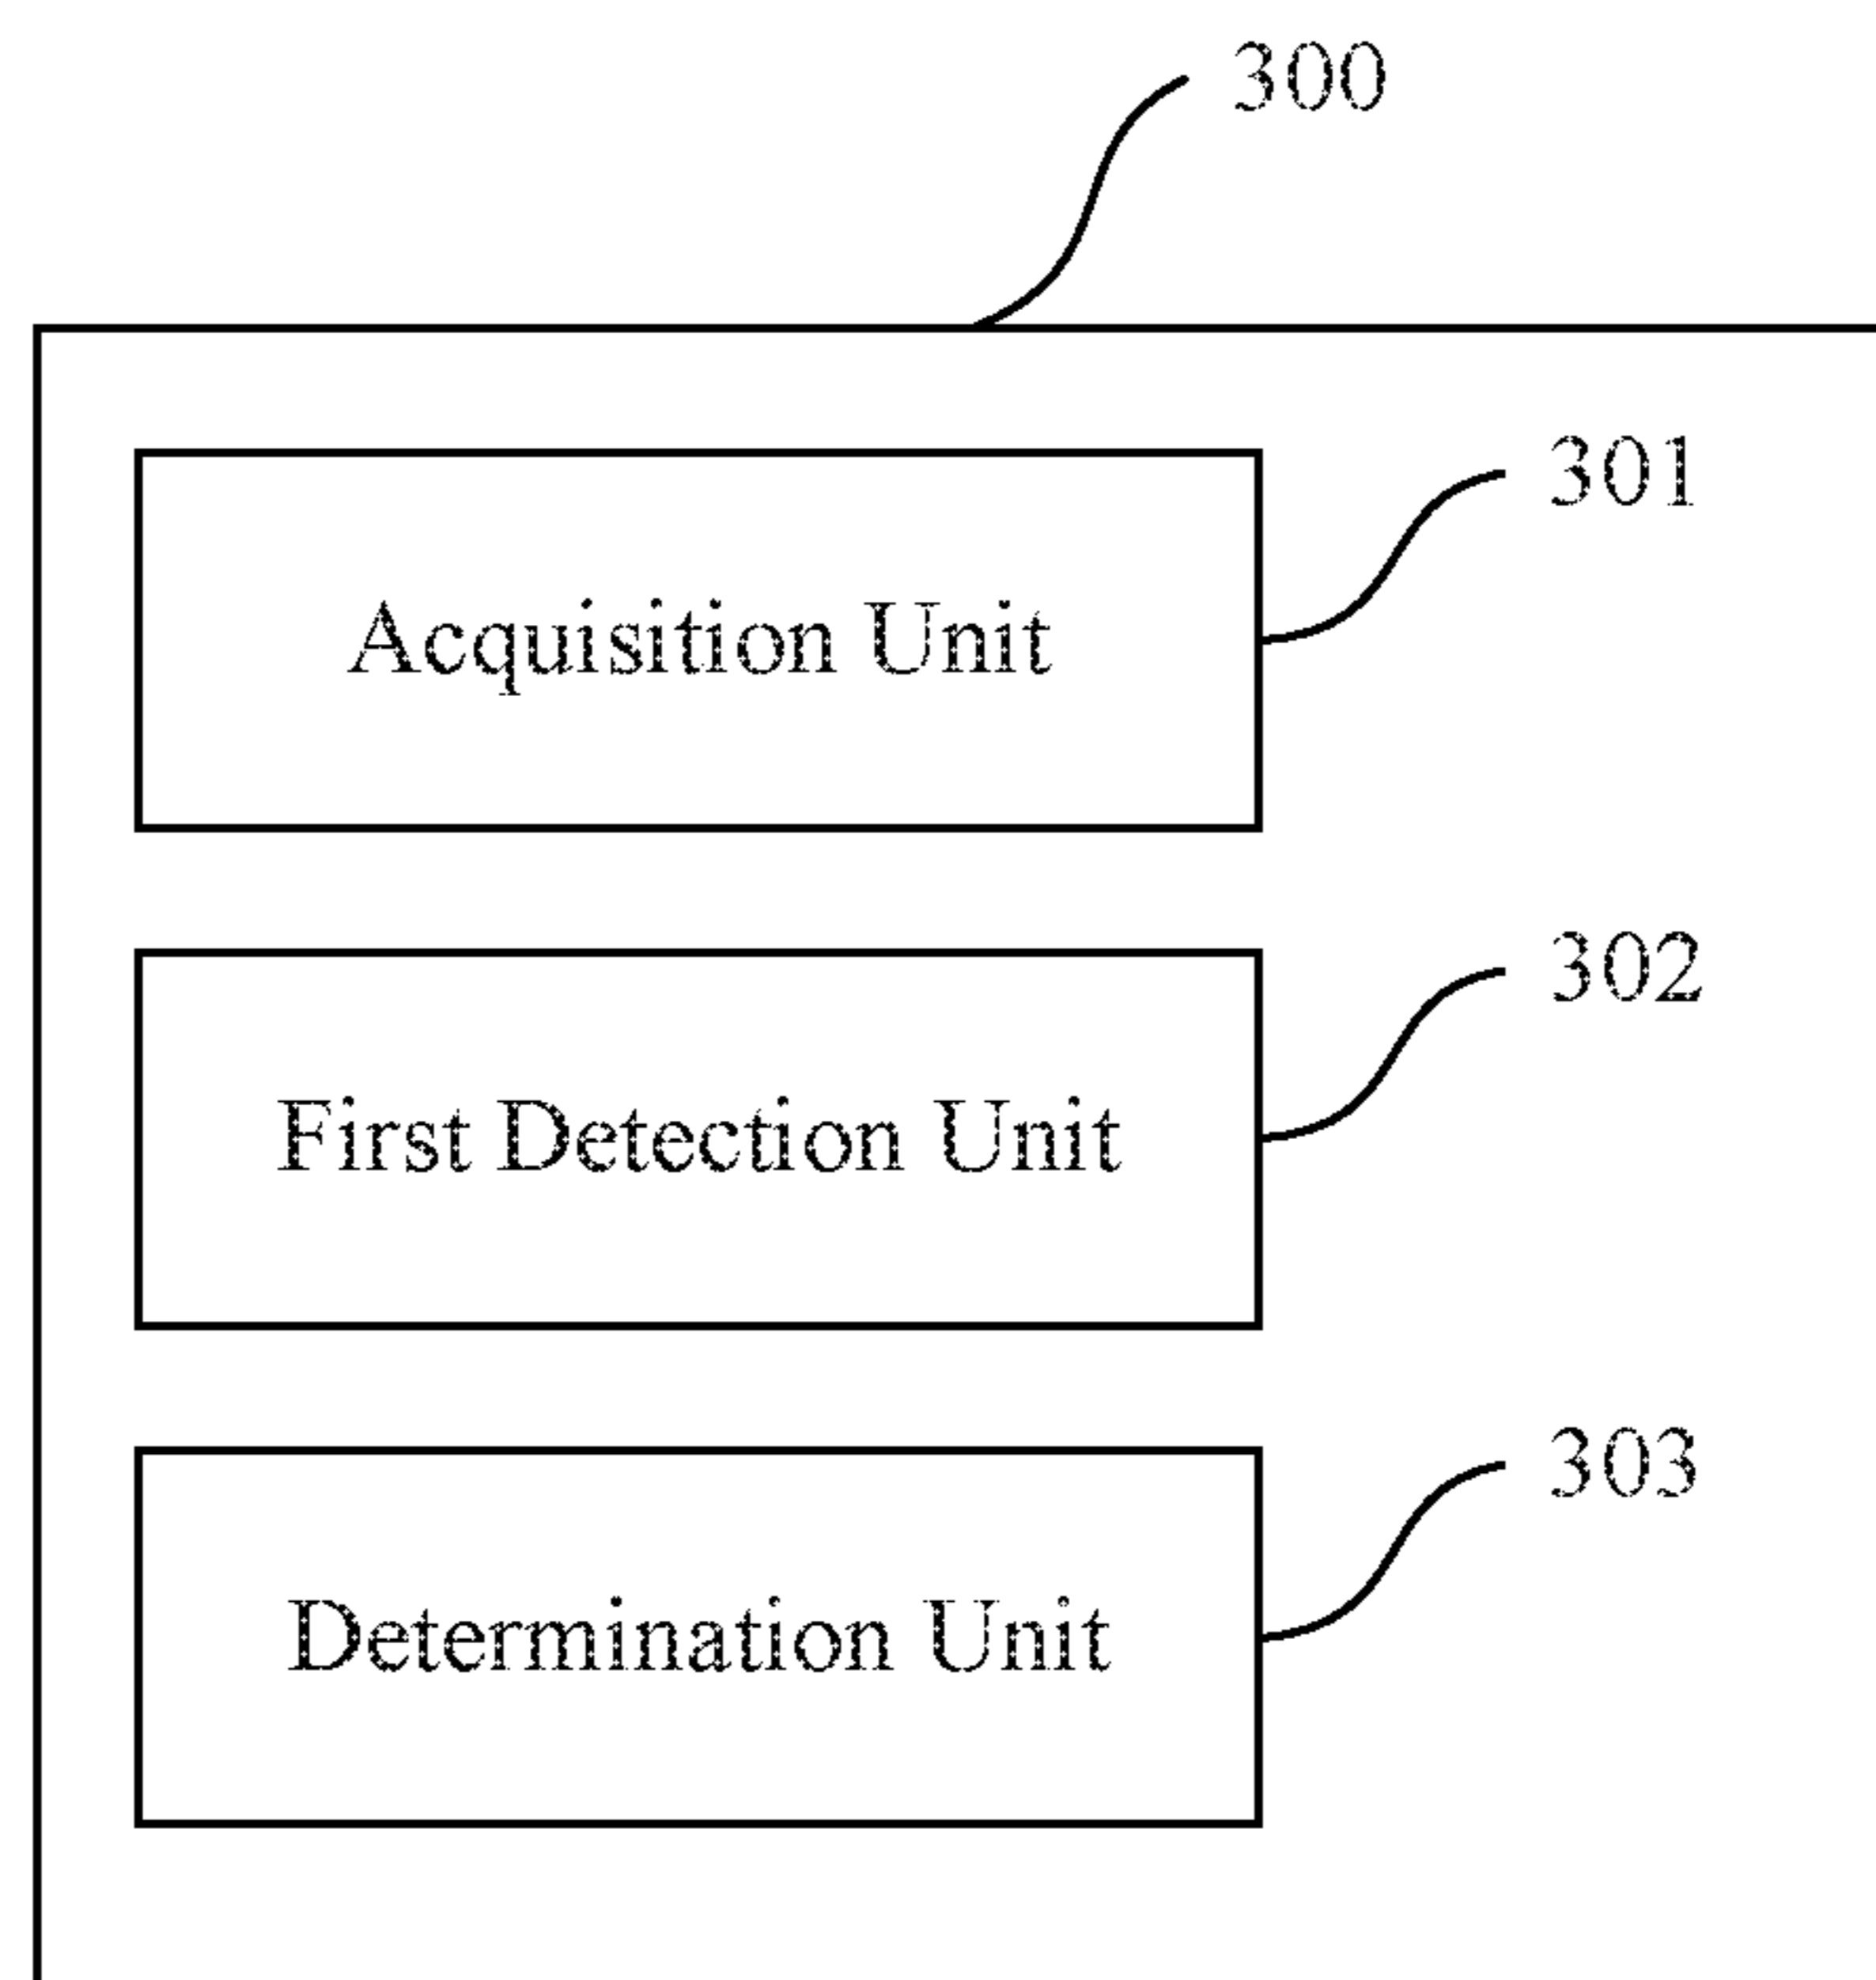 300
301
Acquisition Unit
302
First Detection Unit
303
Determination Unit